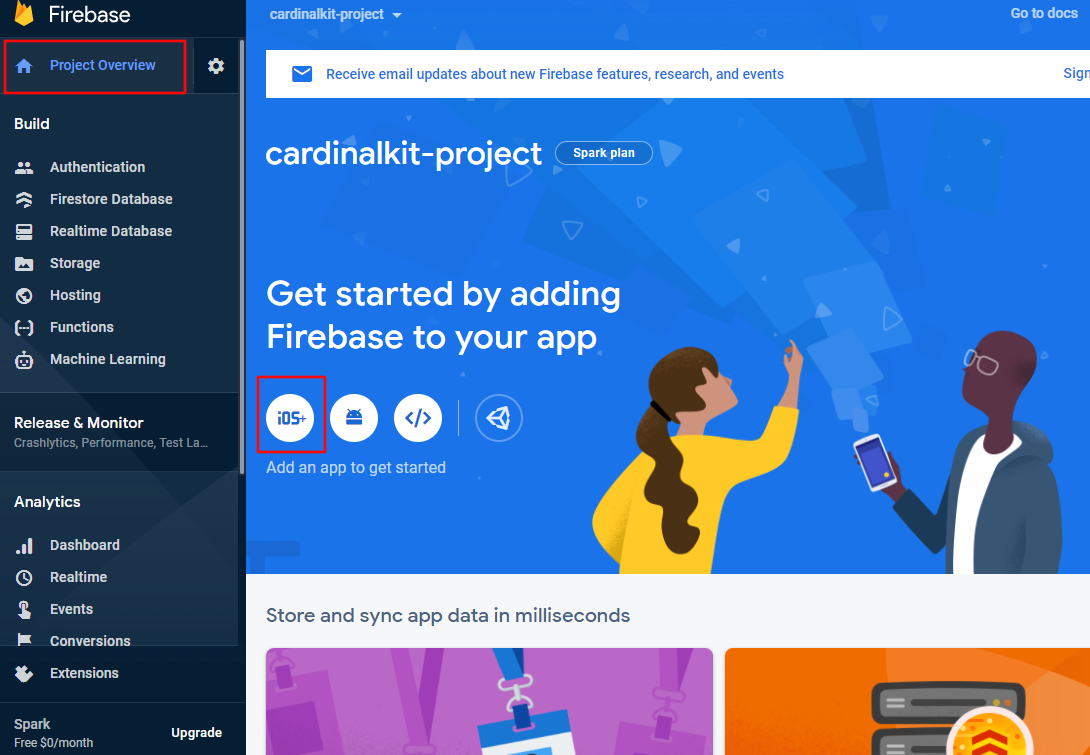 Firebase
cardinalkit-project
Go to docs
Project Overview
Receive email updates about new Firebase features, research, and events
Sign
Build
Authentication
Firestore Database
Realtime Database
Storage
Hosting
Functions
Machine Learning
Release & Monitor
Crashlytics, Performance, Test La...
Analytics
Dashboard
Realtime
Events
Conversions
Extensions
Spark
Free $0/month
Upgrade
cardinalkit-project
Spark plan
Get started by adding
Firebase to your app
iOS+
</>
Add an app to get started
Store and sync app data in milliseconds